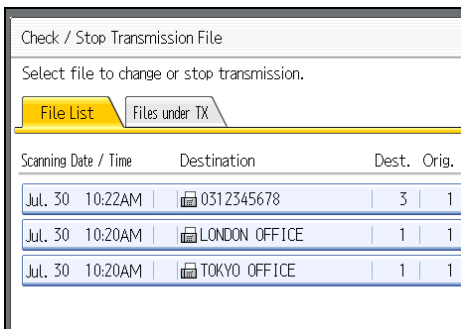 Check / Stop Transmission File
Select file to change or stop transmission.
File List Files under TX
Scanning Date / Time Destination Dest. Orig.
Jul. 30 10:22AM 0312345678 3 1
Jul. 30 10:20AM LONDON OFFICE 1 1
Jul. 30 10:20AM TOKYO OFFICE 1 1